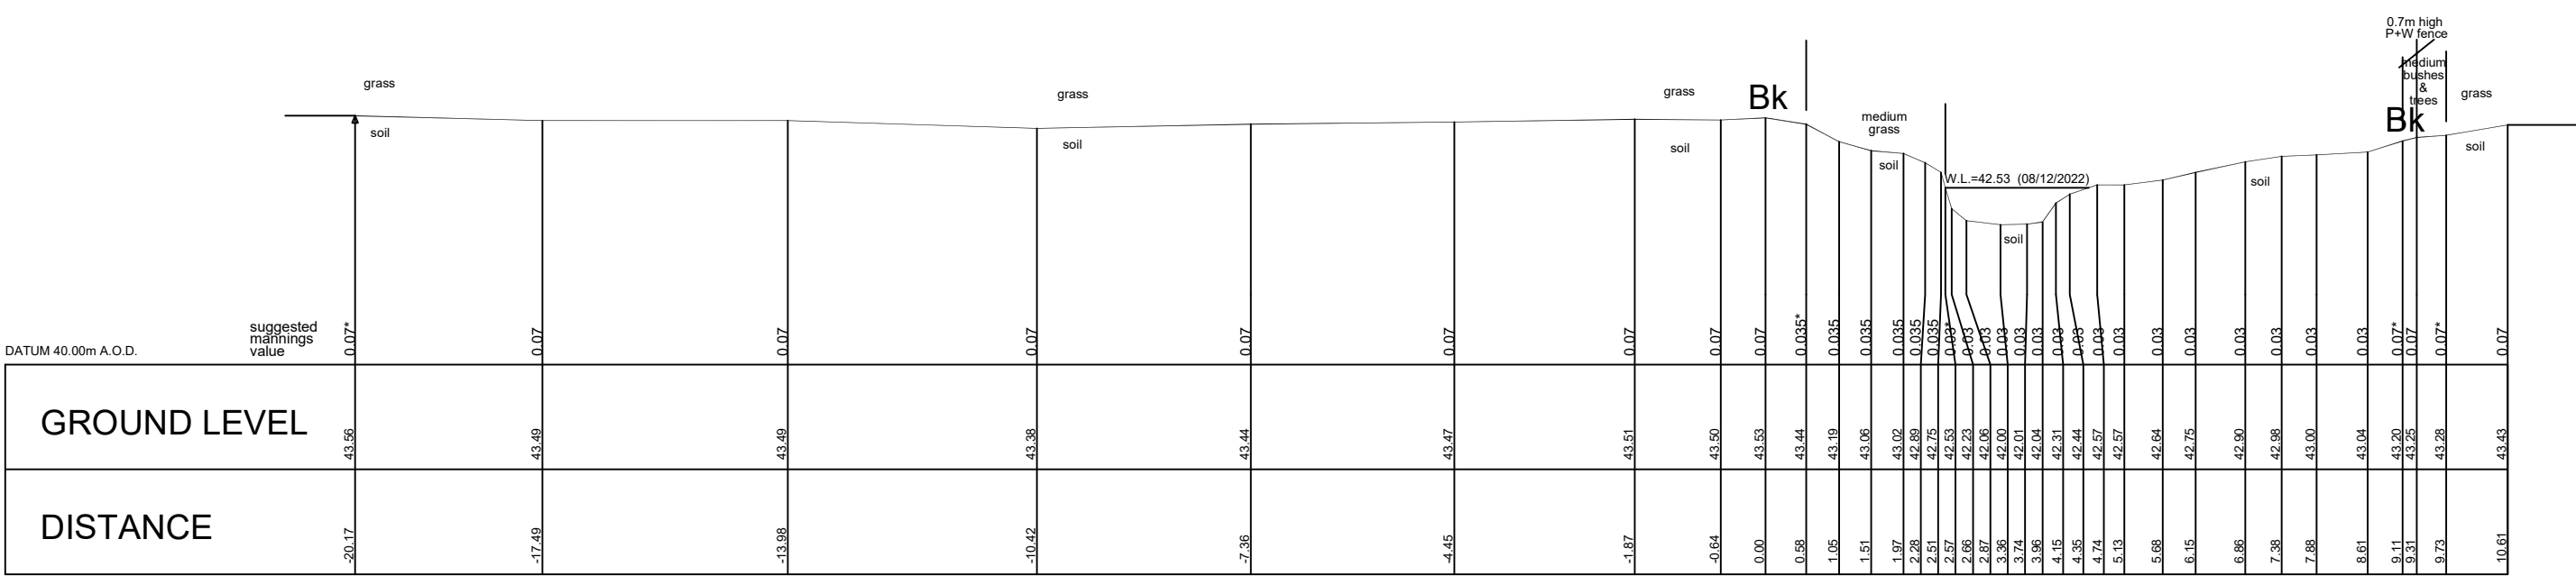 0.7m high
P+W fence
grass
grass
grass
Bk
medium
grass
medium
bushes
&
trees
grass
Bk
soil
soil
soil
soil
W.L.=42.53 (08/12/2022)
soil
soil
soil
suggested
mannings
value
0.07* 0.07 0.07 0.07 0.07 0.07 0.07 0.07 0.07 0.035* 0.035 0.035 0.035 0.035 0.035 0.03* 0.03 0.03 0.03 0.03 0.03 0.03 0.03 0.03 0.03 0.03 0.03 0.03 0.03 0.03 0.03 0.07* 0.07 0.07* 0.07
DATUM 40.00m A.O.D.
GROUND LEVEL
43.56 43.49 43.49 43.38 43.44 43.47 43.51 43.50 43.53 43.44 43.19 43.06 43.02 42.89 42.75 42.53 42.23 42.06 42.00 42.01 42.04 42.31 42.44 42.57 42.57 42.64 42.75 42.90 42.98 43.00 43.04 43.20 43.25 43.28 43.43
DISTANCE
-20.17 -17.49 -13.98 -10.42 -7.36 -4.45 -1.87 -0.64 0.00 0.58 1.05 1.51 1.97 2.28 2.51 2.57 2.66 2.87 3.36 3.74 3.96 4.15 4.35 4.74 5.13 5.68 6.15 6.86 7.38 7.88 8.61 9.11 9.31 9.73 10.61